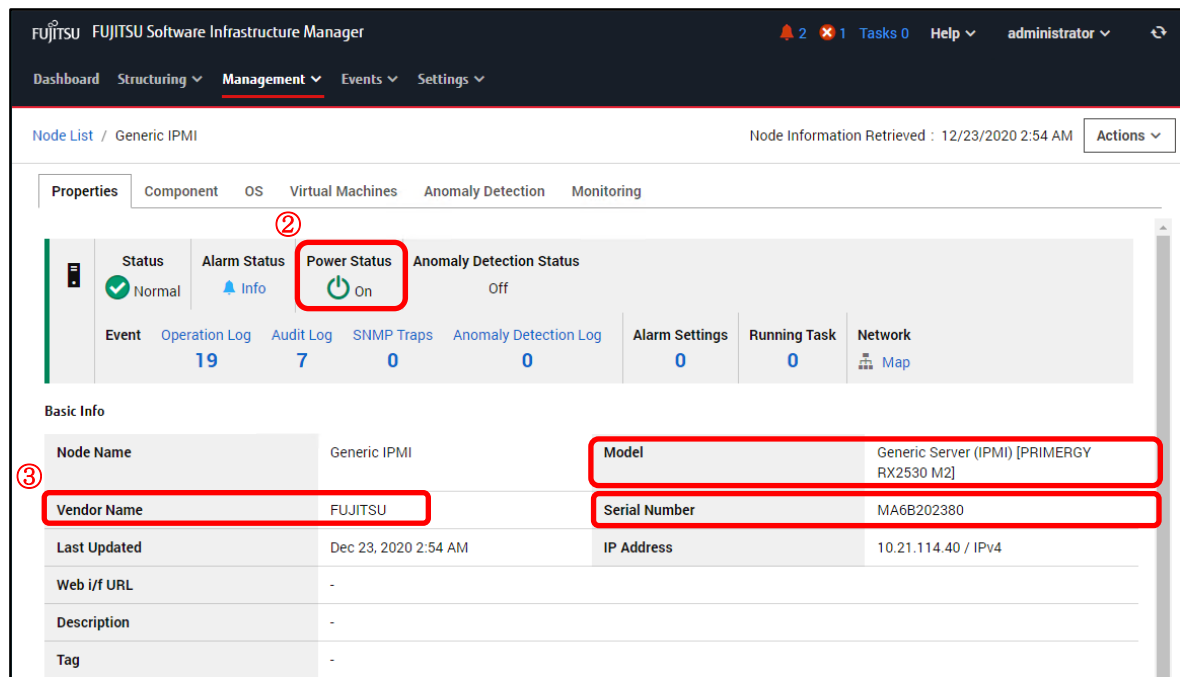 FUJITSU FUJITSU Software Infrastructure Manager 2 1 Tasks 0 Help administrator
Dashboard Structuring Management Events Settings
Node List / Generic IPMI Node Information Retrieved : 12/23/2020 2:54 AM Actions
Properties Component OS Virtual Machines Anomaly Detection Monitoring
②
Status Alarm Status Power Status Anomaly Detection Status
Normal Info On Off
Event Operation Log Audit Log SNMP Traps Anomaly Detection Log Alarm Settings Running Task Network
19 7 0 0 0 0 Map
Basic Info
Node Name Generic IPMI Model Generic Server (IPMI) [PRIMERGY
RX2530 M2]
③
Vendor Name FUJITSU Serial Number MA6B202380
Last Updated Dec 23, 2020 2:54 AM IP Address 10.21.114.40 / IPv4
Web i/f URL -
Description -
Tag -